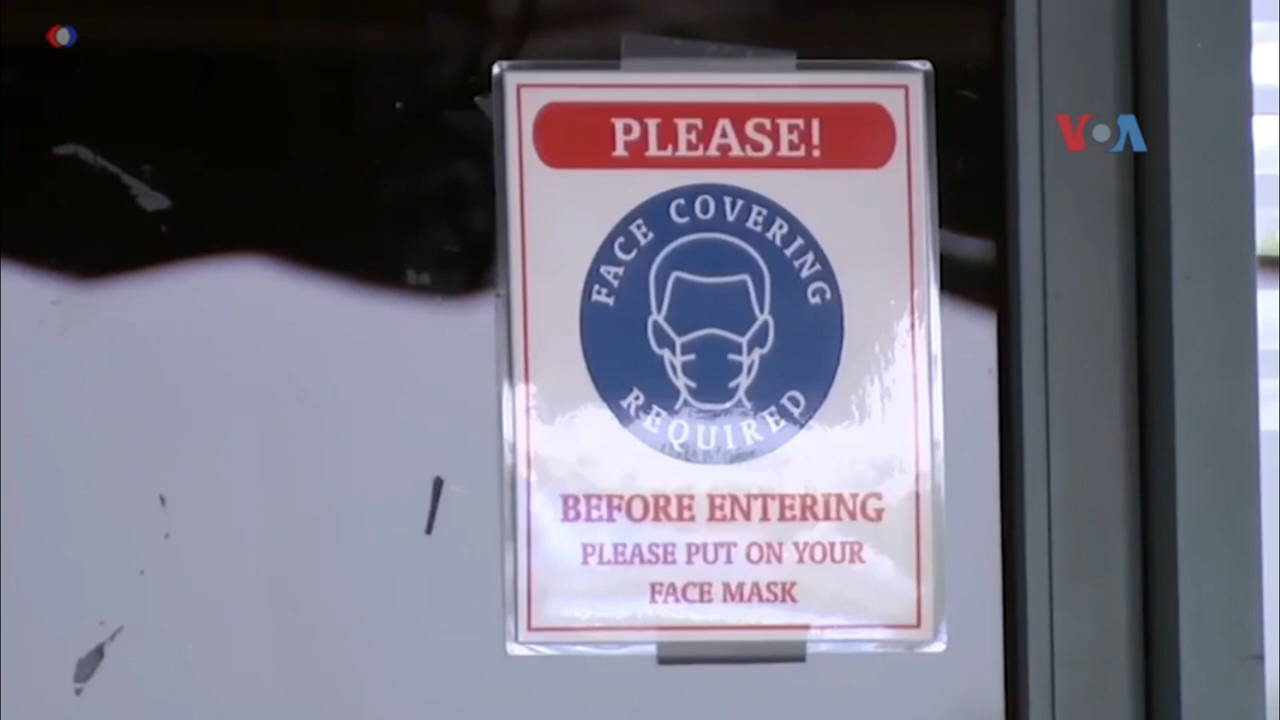 PLEASE!
FACE COVERING
REQUIRED
BEFORE ENTERING
PLEASE PUT ON YOUR
FACE MASK
VOA